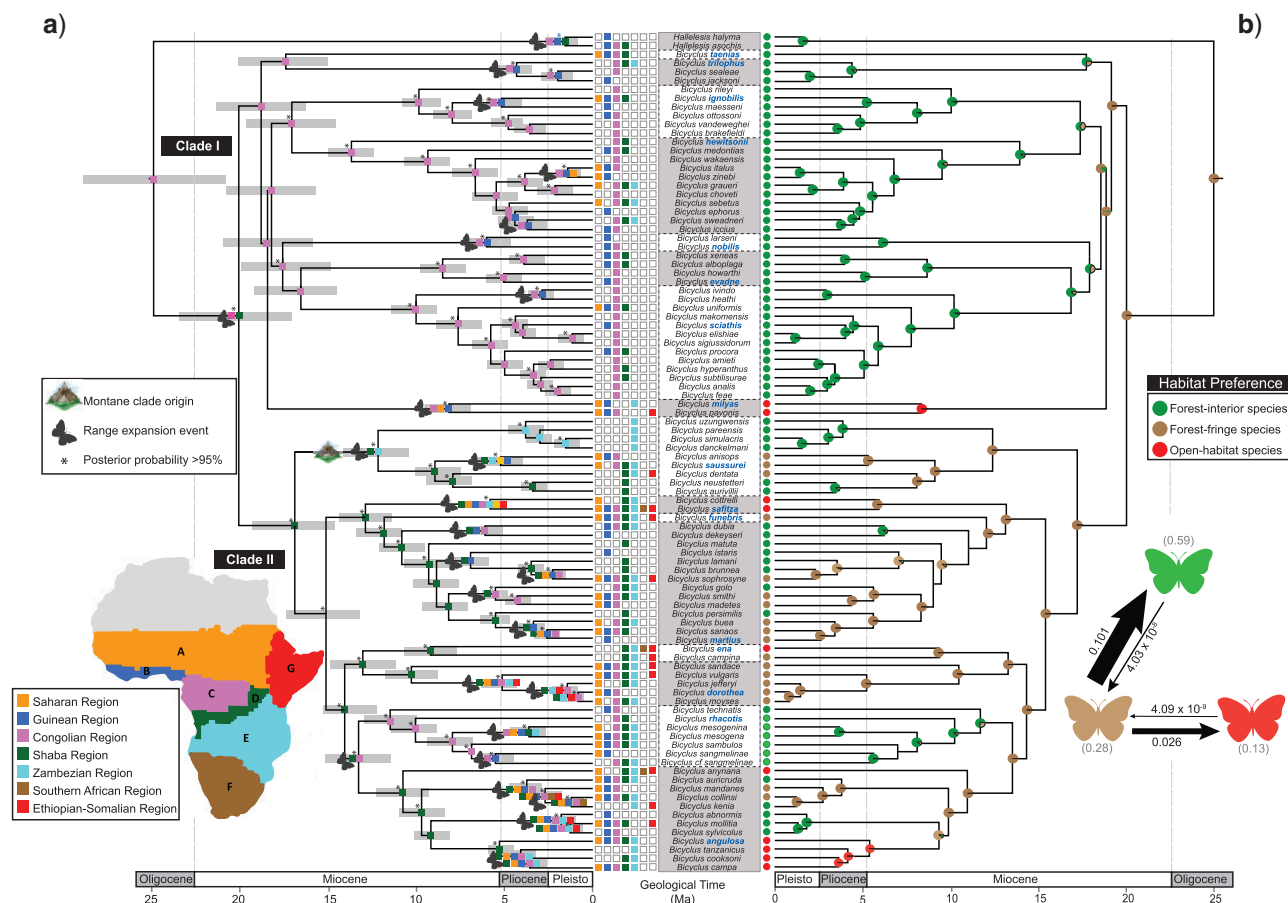 a)
b)
Hallelesis halyma
Hallelesis asochis
Bicyclus taenias
Bicyclus trilophus
Bicyclus sealeae
Bicyclus jacksoni
Bicyclus rileyi
Bicyclus ignobilis
Bicyclus maesseni
Bicyclus ottossoni
Bicyclus vandeweghei
Bicyclus brakefieldi
Bicyclus hewitsonii
Bicyclus medontias
Bicyclus wakaensis
Bicyclus italus
Bicyclus zinebi
Bicyclus graueri
Bicyclus choveti
Bicyclus sebetus
Bicyclus ephorus
Bicyclus sweadneri
Bicyclus iccius
Bicyclus larseni
Bicyclus nobilis
Bicyclus xeneas
Bicyclus alboplaga
Bicyclus howarthi
Bicyclus evadne
Bicyclus ivindo
Bicyclus heathi
Bicyclus uniformis
Bicyclus makomensis
Bicyclus sciathis
Bicyclus elishiae
Bicyclus sigiussidorum
Bicyclus procora
Bicyclus amieti
Bicyclus hyperanthus
Bicyclus subtilisurae
Bicyclus analis
Bicyclus feae
Bicyclus milyas
Bicyclus pavonis
Bicyclus uzungwensis
Bicyclus pareensis
Bicyclus simulacris
Bicyclus danckelmani
Bicyclus anisops
Bicyclus saussurei
Bicyclus dentata
Bicyclus neustetteri
Bicyclus aurivillii
Bicyclus cottrelli
Bicyclus safitza
Bicyclus funebris
Bicyclus dubia
Bicyclus dekeyseri
Bicyclus matuta
Bicyclus istaris
Bicyclus lamani
Bicyclus brunnea
Bicyclus sophrosyne
Bicyclus golo
Bicyclus smithi
Bicyclus madetes
Bicyclus persimilis
Bicyclus buea
Bicyclus sanaos
Bicyclus martius
Bicyclus ena
Bicyclus campina
Bicyclus sandace
Bicyclus vulgaris
Bicyclus jefferyi
Bicyclus dorothea
Bicyclus moyses
Bicyclus technatis
Bicyclus rhacotis
Bicyclus mesogenina
Bicyclus mesogena
Bicyclus sambulos
Bicyclus sangmelinae
Bicyclus cf sangmelinae
Bicyclus anynana
Bicyclus auricruda
Bicyclus mandanes
Bicyclus collinsi
Bicyclus kenia
Bicyclus abnormis
Bicyclus mollitia
Bicyclus sylvicolus
Bicyclus angulosa
Bicyclus tanzanicus
Bicyclus cooksoni
Bicyclus campa
Clade I
Clade II
Montane clade origin
Range expansion event
* Posterior probability >95%
A
B
C
D
E
F
G
Saharan Region
Guinean Region
Congolian Region
Shaba Region
Zambezian Region
Southern African Region
Ethiopian-Somalian Region
Habitat Preference
Forest-interior species
Forest-fringe species
Open-habitat species
(0.59)
0.101
4.03 x 10-8
4.09 x 10-9
0.026
(0.28)
(0.13)
Oligocene
Miocene
Pliocene
Pleisto
Geological Time
(Ma)
Pleisto
Pliocene
Miocene
Oligocene
25 20 15 10 5 0
0 5 10 15 20 25